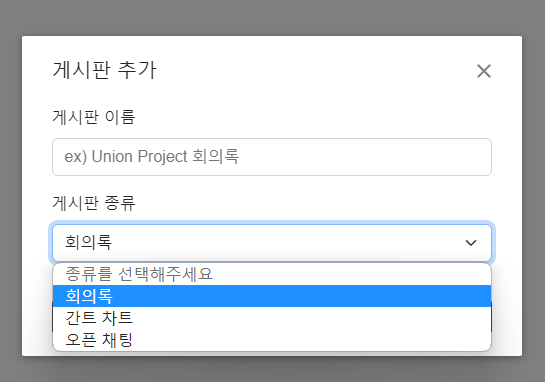 게시판 추가
게시판 이름
ex) Union Project 회의록
게시판 종류
회의록
종류를 선택해주세요
회의록
간트 차트
오픈 채팅